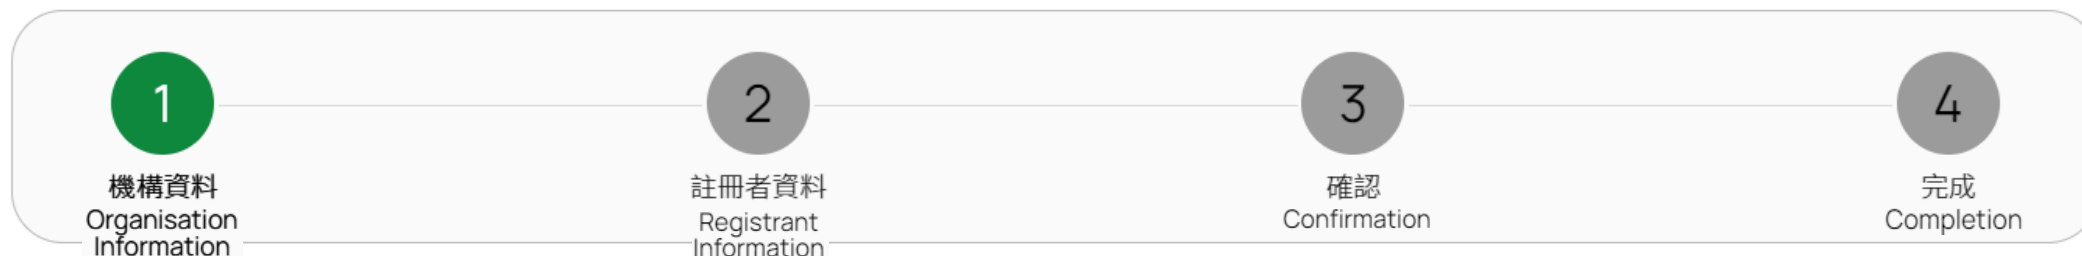 1
機構資料
Organisation
Information
2
註冊者資料
Registrant
Information
3
確認
Confirmation
4
完成
Completion